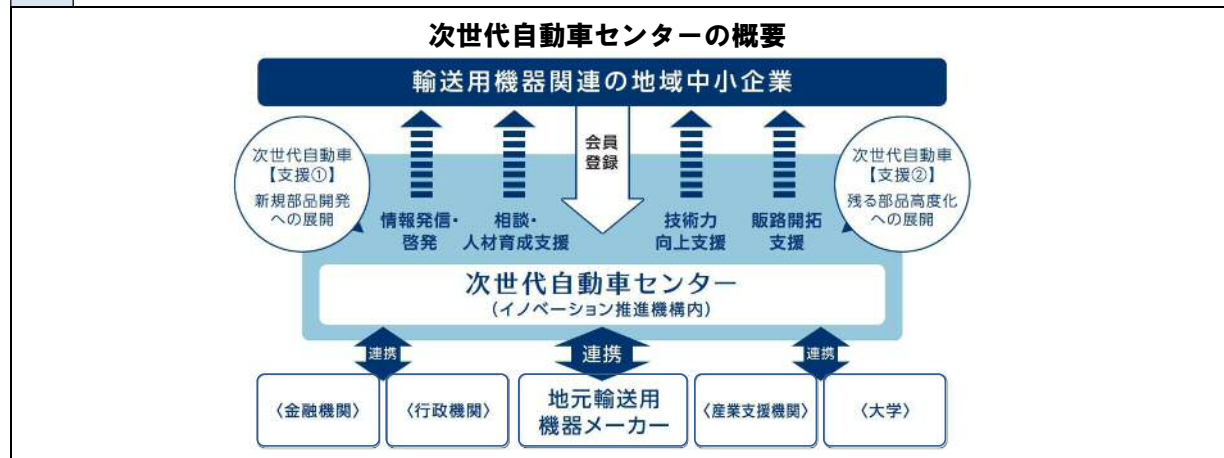 次世代自動車センターの概要
輸送用機器関連の地域中小企業
次世代自動車
【支援①】
新規部品開発
への展開
情報発信・
啓発
相談・
人材育成支援
会員
登録
技術力
向上支援
販路開拓
支援
次世代自動車
【支援②】
残る部品高度化
への展開
次世代自動車センター
（イノベーション推進機構内）
連携
連携
連携
〈金融機関〉
〈行政機関〉
地元輸送用
機器メーカー
〈産業支援機関〉
〈大学〉